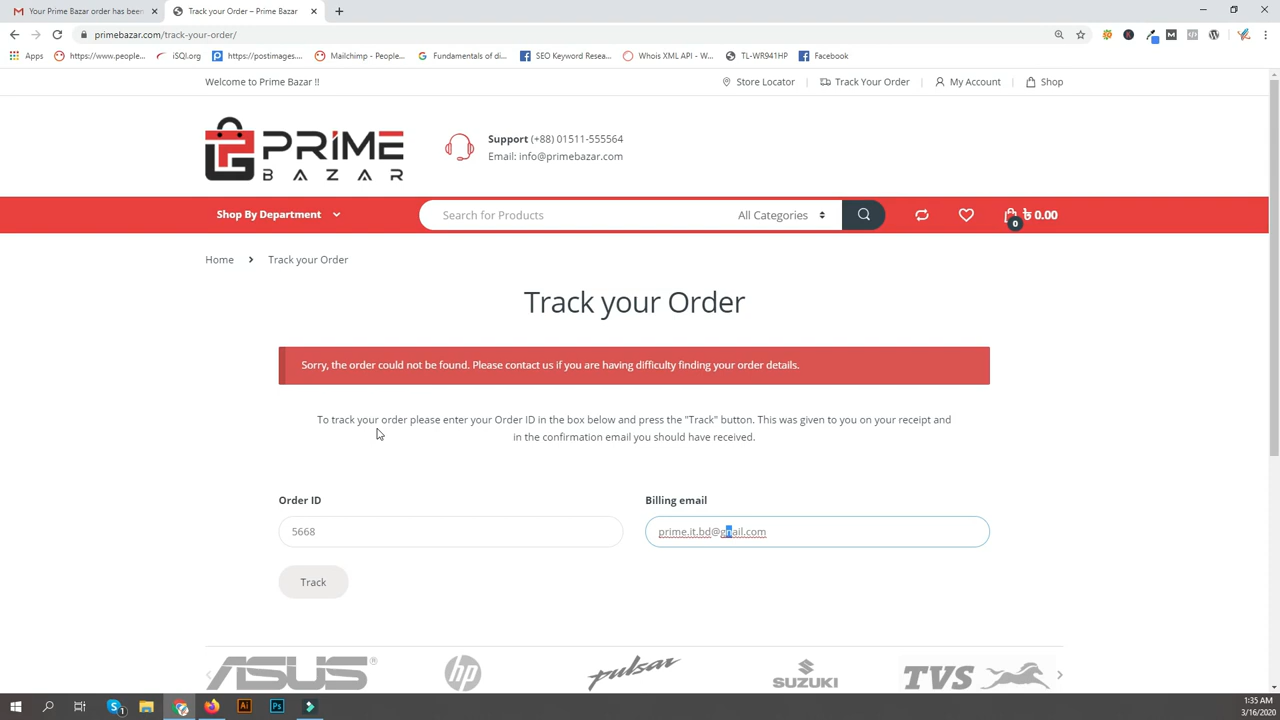 Your Prime Bazar order has been
Track your Order – Prime Bazar
primebazar.com/track-your-order/
Apps
https://www.people...
iSQI.org
https://postimages...
Mailchimp - People...
Fundamentals of di...
SEO Keyword Resea...
Whois XML API - W...
TL-WR941HP
Facebook
Welcome to Prime Bazar !!
Store Locator
Track Your Order
My Account
Shop
PRIME
BAZAR
Support (+88) 01511-555564
Email: info@primebazar.com
Shop By Department
Search for Products
All Categories
0
৳ 0.00
Home
Track your Order
Track your Order
Sorry, the order could not be found. Please contact us if you are having difficulty finding your order details.
To track your order please enter your Order ID in the box below and press the "Track" button. This was given to you on your receipt and
in the confirmation email you should have received.
Order ID
Billing email
5668
prime.it.bd@gnail.com
Track
ASUS
hp
pulsar
SUZUKI
TVS
1:35 AM
3/16/2020